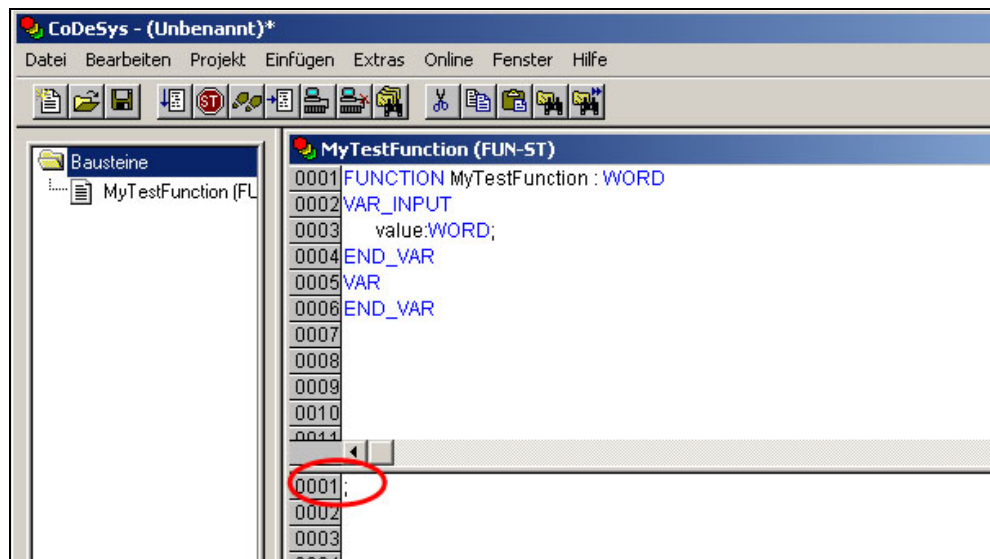 CoDeSys - (Unbenannt)*
Datei Bearbeiten Projekt Einfügen Extras Online Fenster Hilfe
ST
Bausteine
MyTestFunction (FU
MyTestFunction (FUN-ST)
0001 FUNCTION MyTestFunction : WORD
0002 VAR_INPUT
0003 value:WORD;
0004 END_VAR
0005 VAR
0006 END_VAR
0007
0008
0009
0010
0011
0001 ;
0002
0003